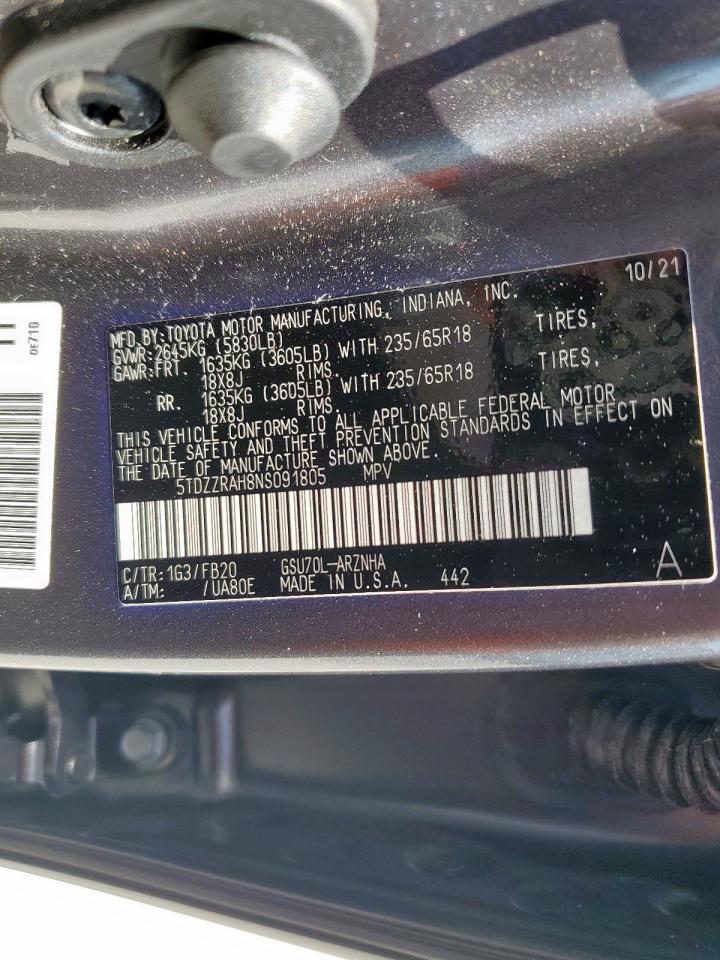 10/21
MFD.BY:TOYOTA MOTOR MANUFACTURING, INDIANA, INC.
GVWR:2645KG (5830LB)
GAWR:FRT. 1635KG (3605LB) WITH 235/65R18 TIRES,
18X8J RIMS,
RR. 1635KG (3605LB) WITH 235/65R18 TIRES,
18X8J RIMS.
THIS VEHICLE CONFORMS TO ALL APPLICABLE FEDERAL MOTOR
VEHICLE SAFETY AND THEFT PREVENTION STANDARDS IN EFFECT ON
THE DATE OF MANUFACTURE SHOWN ABOVE.
5TDZZRAH8NS091805 MPV
C/TR:1G3/FB20 GSU70L-ARZNHA
A/TM: /UA80E MADE IN U.S.A. 442
A
0E710